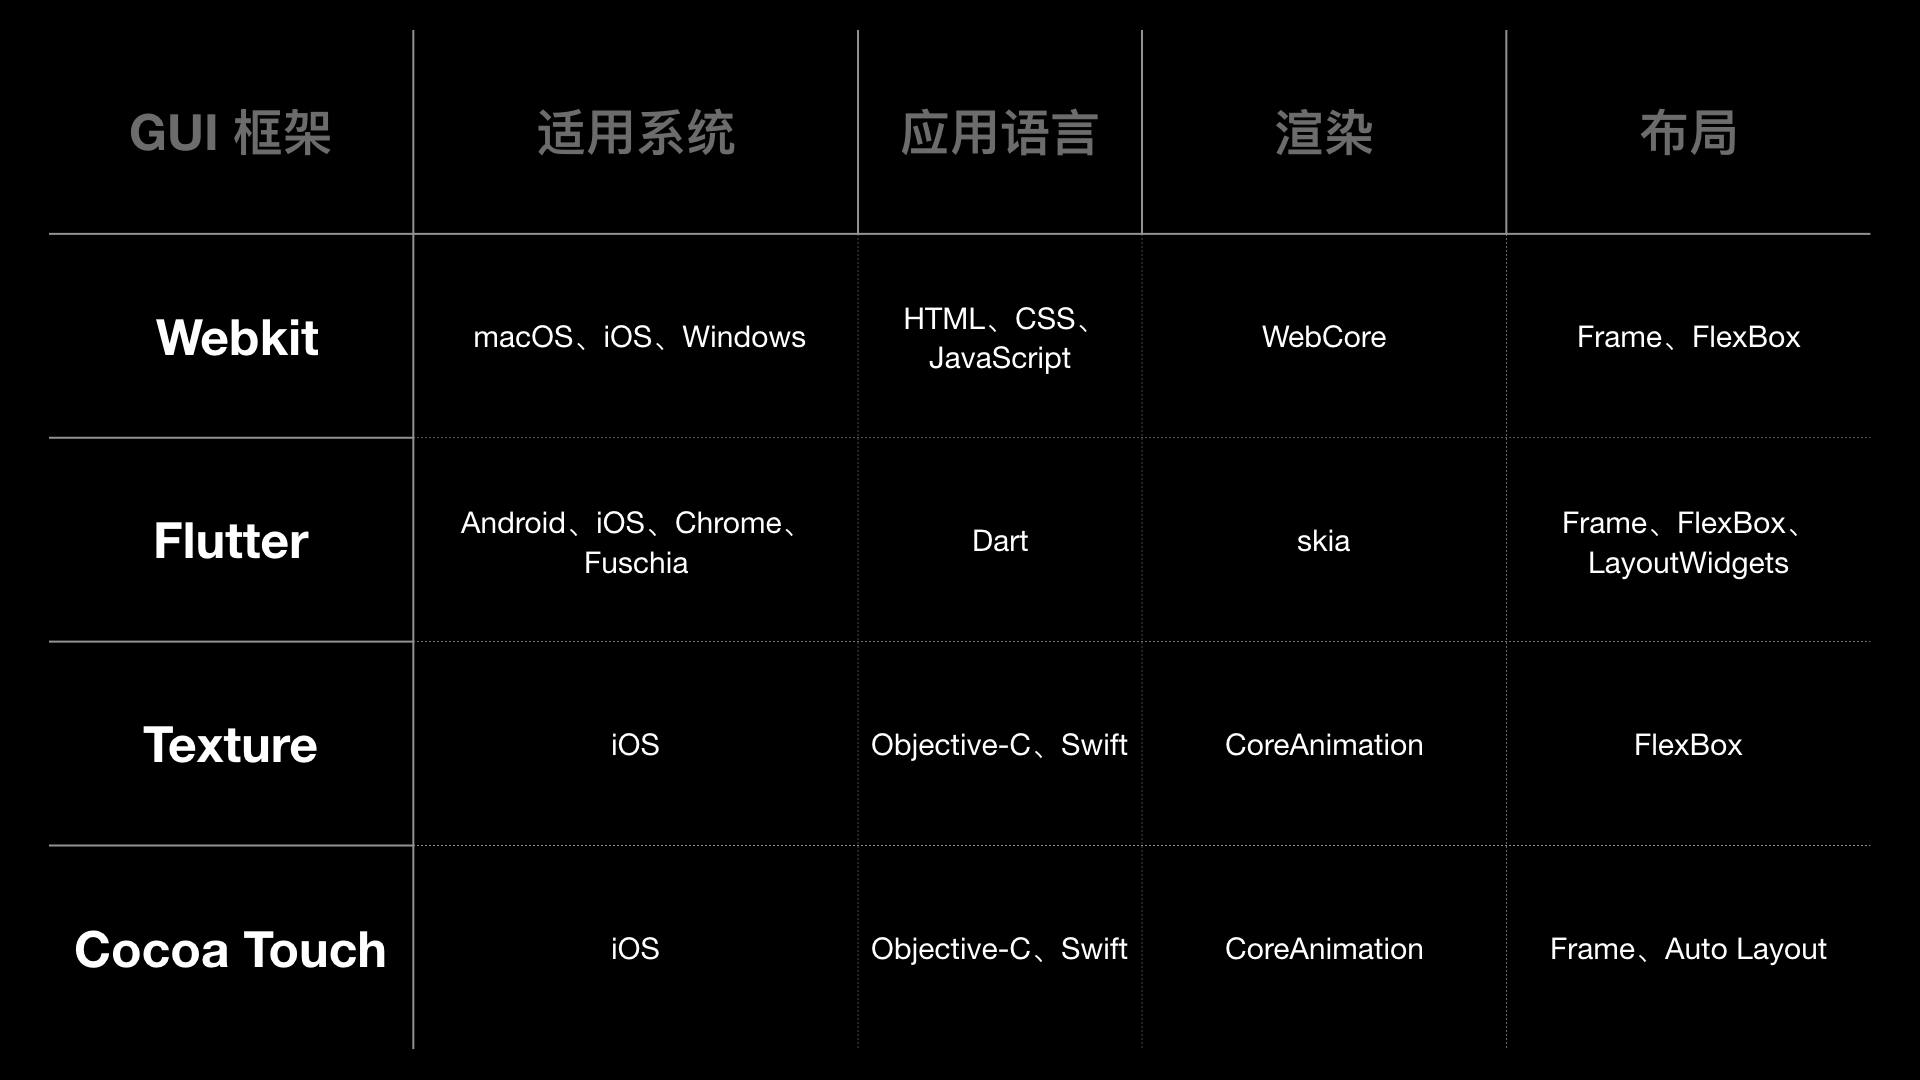 GUI 框架
适用系统
应用语言
渲染
布局
Webkit
macOS、iOS、Windows
HTML、CSS、
JavaScript
WebCore
Frame、FlexBox
Flutter
Android、iOS、Chrome、
Fuschia
Dart
skia
Frame、FlexBox、
LayoutWidgets
Texture
iOS
Objective-C、Swift
CoreAnimation
FlexBox
Cocoa Touch
iOS
Objective-C、Swift
CoreAnimation
Frame、Auto Layout